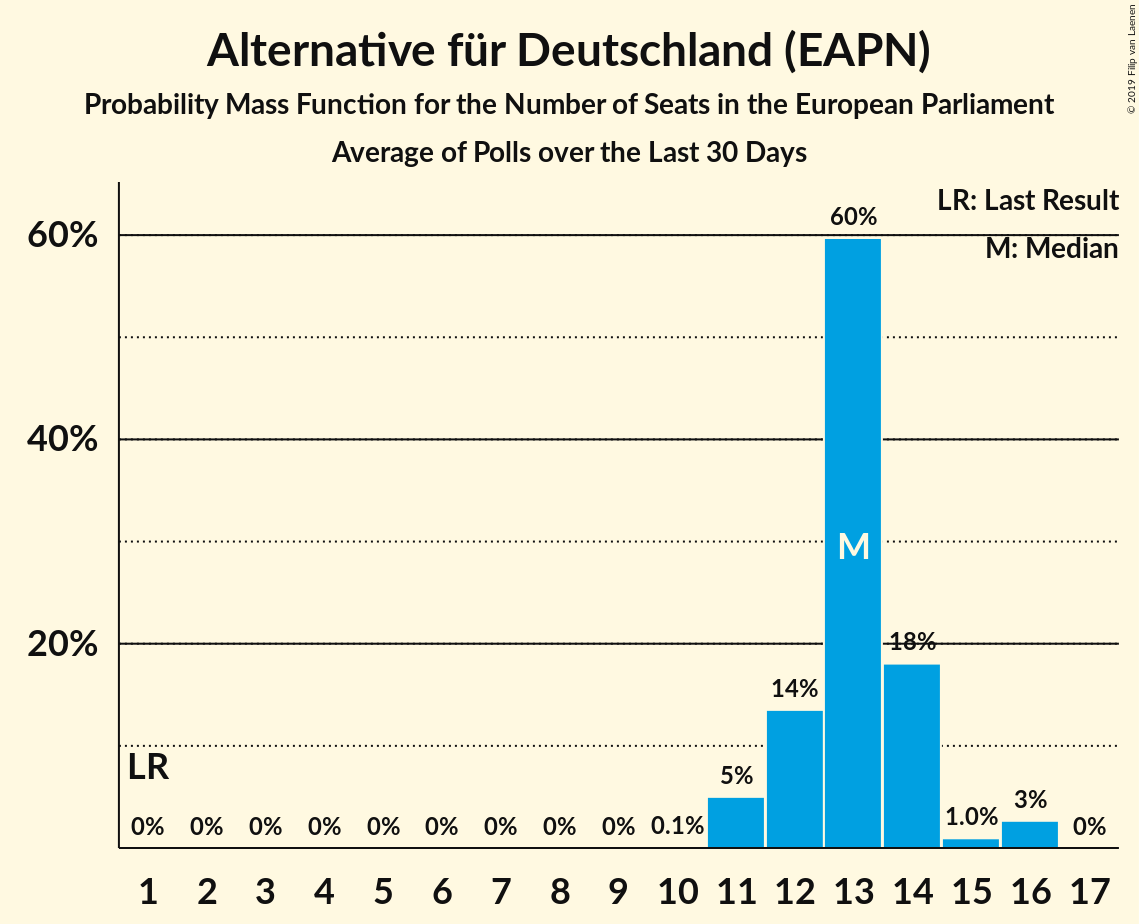 Alternative für Deutschland (EAPN)
Probability Mass Function for the Number of Seats in the European Parliament
Average of Polls over the Last 30 Days
© 2019 Filip van Laenen
LR: Last Result
M: Median
60%
40%
20%
60%
M
18%
14%
LR
5%
3%
1.0%
0% 0% 0% 0% 0% 0% 0% 0% 0% 0.1% 0%
1 2 3 4 5 6 7 8 9 10 11 12 13 14 15 16 17